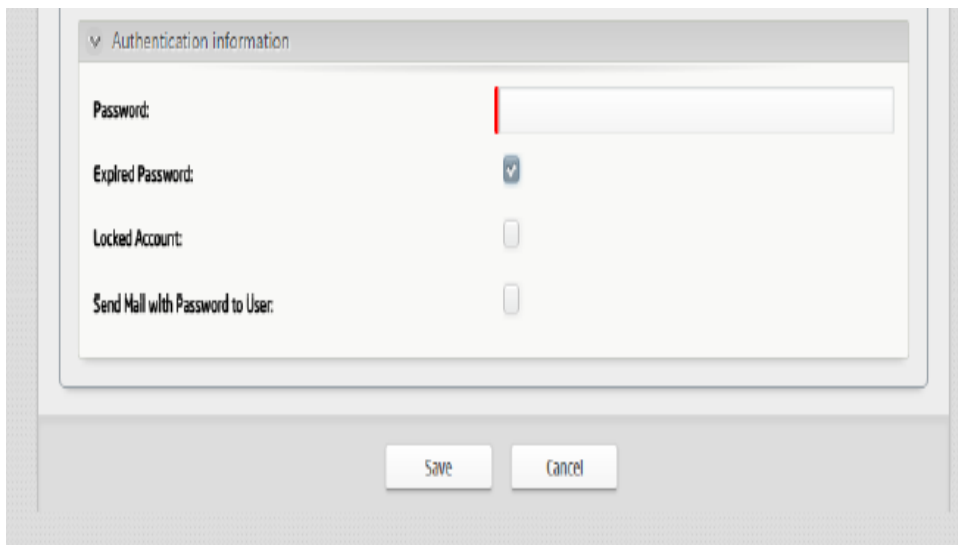 Authentication information
Password:
Expired Password:
Locked Account:
Send Mail with Password to User:
Save Cancel